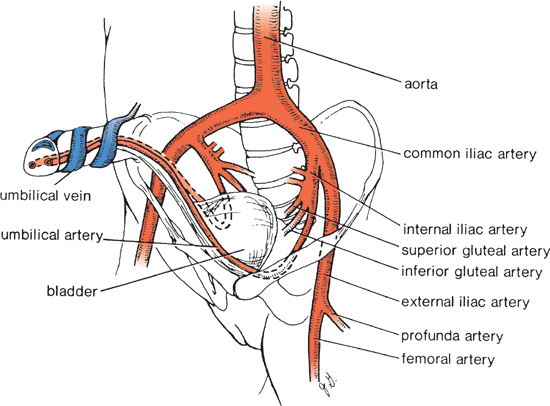 aorta
common iliac artery
umbilical vein
umbilical artery
bladder
internal iliac artery
superior gluteal artery
inferior gluteal artery
external iliac artery
profunda artery
femoral artery